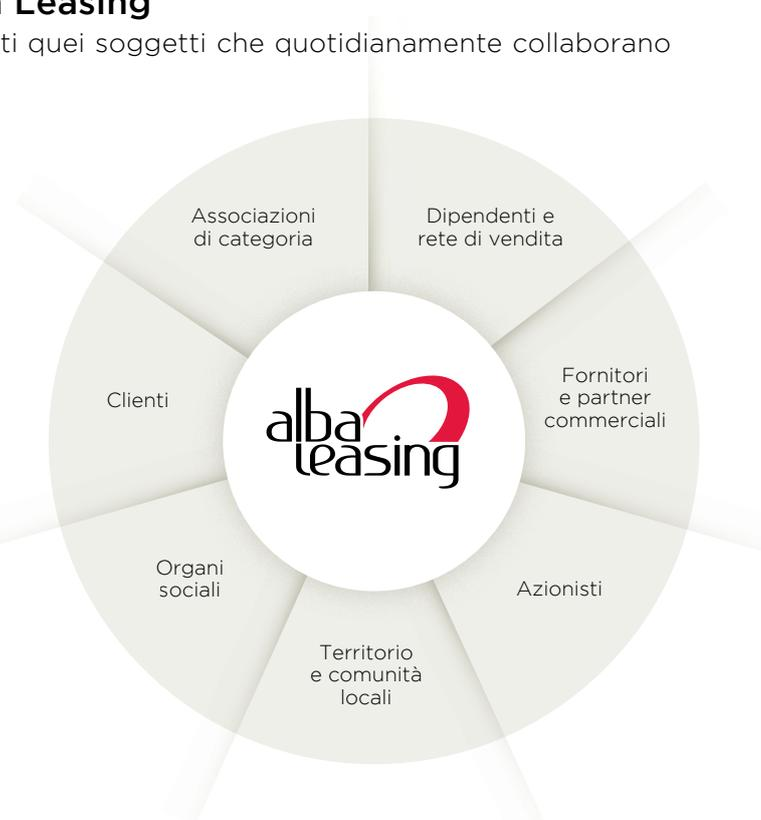 Leasing
ti quei soggetti che quotidianamente collaborano
Associazioni
di categoria
Dipendenti e
rete di vendita
Fornitori
e partner
commerciali
Clienti
alba
leasing
Organi
sociali
Azionisti
Territorio
e comunità
locali